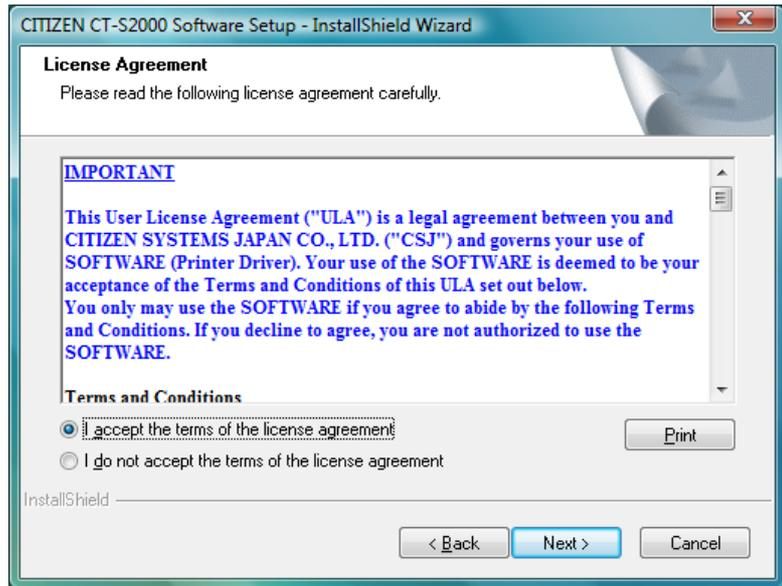 CITIZEN CT-S2000 Software Setup - InstallShield Wizard
License Agreement
Please read the following license agreement carefully.
IMPORTANT
This User License Agreement ("ULA") is a legal agreement between you and
CITIZEN SYSTEMS JAPAN CO., LTD. ("CSJ") and governs your use of
SOFTWARE (Printer Driver). Your use of the SOFTWARE is deemed to be your
acceptance of the Terms and Conditions of this ULA set out below.
You only may use the SOFTWARE if you agree to abide by the following Terms
and Conditions. If you decline to agree, you are not authorized to use the
SOFTWARE.
Terms and Conditions
I accept the terms of the license agreement
Print
I do not accept the terms of the license agreement
InstallShield
< Back Next > Cancel